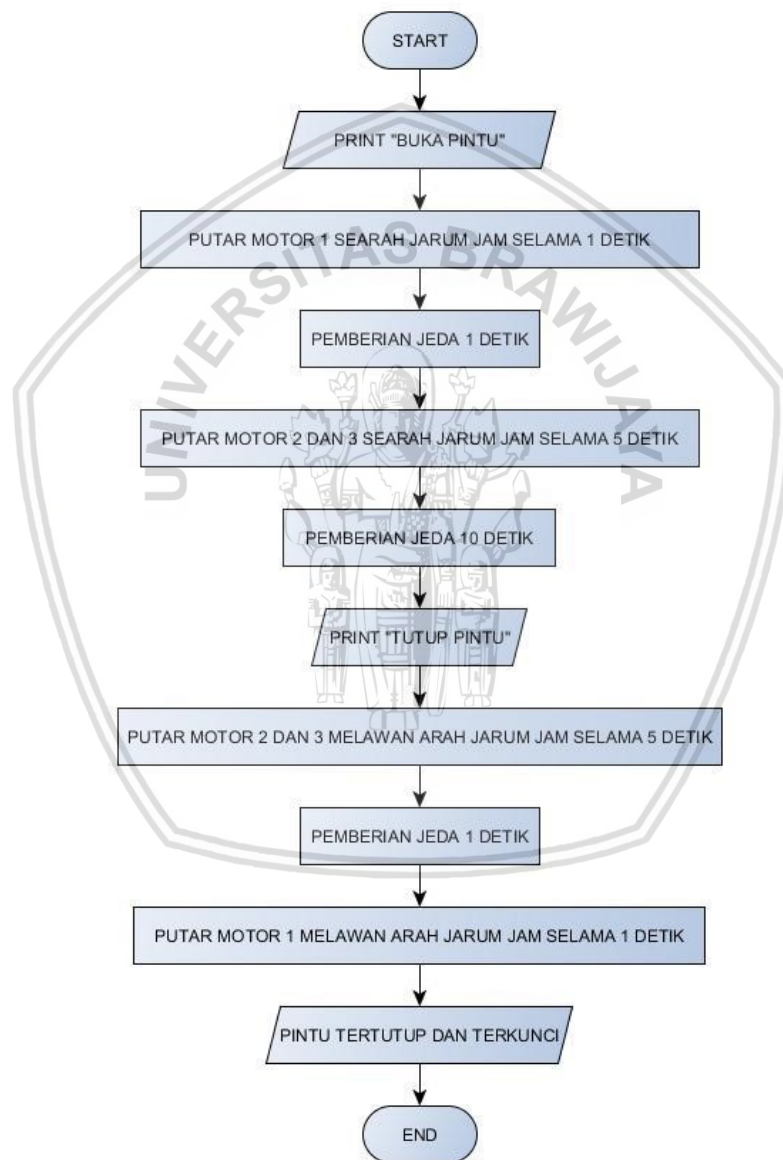 START
PRINT "BUKA PINTU"
PUTAR MOTOR 1 SEARAH JARUM JAM SELAMA 1 DETIK
UNIVERSITAS BRAWIJAYA
PEMBERIAN JEDA 1 DETIK
PUTAR MOTOR 2 DAN 3 SEARAH JARUM JAM SELAMA 5 DETIK
PEMBERIAN JEDA 10 DETIK
PRINT "TUTUP PINTU"
PUTAR MOTOR 2 DAN 3 MELAWAN ARAH JARUM JAM SELAMA 5 DETIK
PEMBERIAN JEDA 1 DETIK
PUTAR MOTOR 1 MELAWAN ARAH JARUM JAM SELAMA 1 DETIK
PINTU TERTUTUP DAN TERKUNCI
END